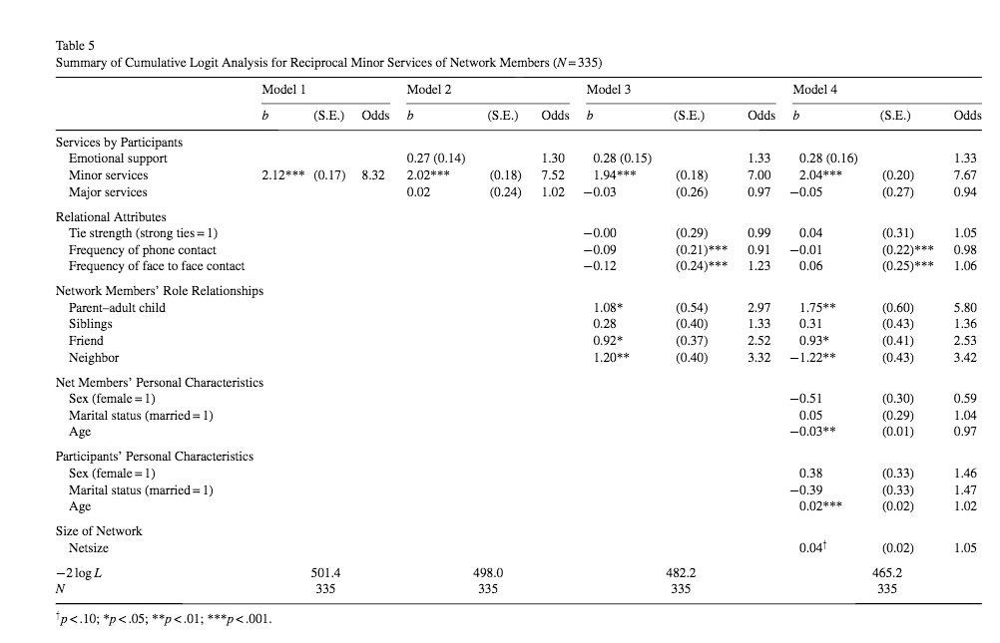 Table 5
Summary of Cumulative Logit Analysis for Reciprocal Minor Services of Network Members (N=335)
Model 1 Model 2 Model 3 Model 4
b (S.E.) Odds b (S.E.) Odds b (S.E.) Odds b (S.E.) Odds
Services by Participants
Emotional support 0.27 (0.14) 1.30 0.28 (0.15) 1.33 0.28 (0.16) 1.33
Minor services 2.12*** (0.17) 8.32 2.02*** (0.18) 7.52 1.94*** (0.18) 7.00 2.04*** (0.20) 7.67
Major services 0.02 (0.24) 1.02 −0.03 (0.26) 0.97 −0.05 (0.27) 0.94
Relational Attributes
Tie strength (strong ties=1) −0.00 (0.29) 0.99 0.04 (0.31) 1.05
Frequency of phone contact −0.09 (0.21)*** 0.91 −0.01 (0.22)*** 0.98
Frequency of face to face contact −0.12 (0.24)*** 1.23 0.06 (0.25)*** 1.06
Network Members’ Role Relationships
Parent–adult child 1.08* (0.54) 2.97 1.75** (0.60) 5.80
Siblings 0.28 (0.40) 1.33 0.31 (0.43) 1.36
Friend 0.92* (0.37) 2.52 0.93* (0.41) 2.53
Neighbor 1.20** (0.40) 3.32 −1.22** (0.43) 3.42
Net Members’ Personal Characteristics
Sex (female=1) −0.51 (0.30) 0.59
Marital status (married=1) 0.05 (0.29) 1.04
Age −0.03** (0.01) 0.97
Participants’ Personal Characteristics
Sex (female=1) 0.38 (0.33) 1.46
Marital status (married=1) −0.39 (0.33) 1.47
Age 0.02*** (0.02) 1.02
Size of Network
Netsize 0.04† (0.02) 1.05
−2 log L 501.4 498.0 482.2 465.2
N 335 335 335 335
†p<.10; *p<.05; **p<.01; ***p<.001.